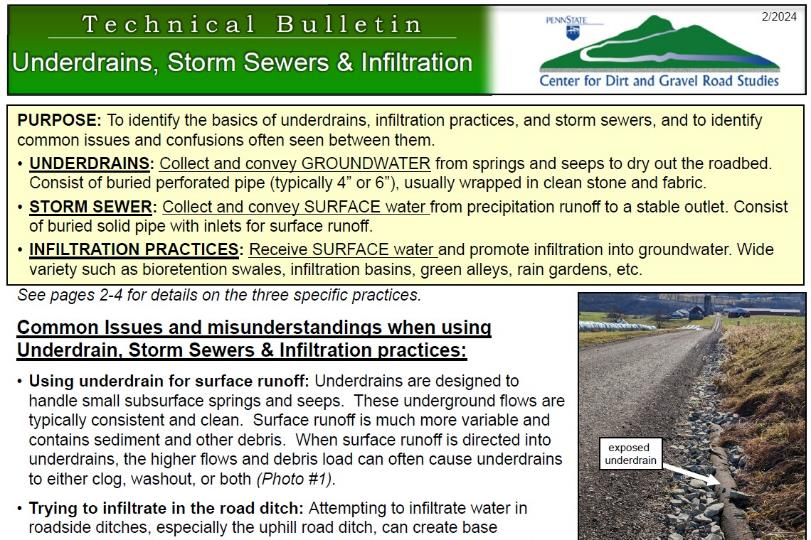 Technical Bulletin
Underdrains, Storm Sewers & Infiltration
PENNSTATE
2/2024
Center for Dirt and Gravel Road Studies
PURPOSE: To identify the basics of underdrains, infiltration practices, and storm sewers, and to identify
common issues and confusions often seen between them.
• UNDERDRAINS: Collect and convey GROUNDWATER from springs and seeps to dry out the roadbed.
Consist of buried perforated pipe (typically 4” or 6”), usually wrapped in clean stone and fabric.
• STORM SEWER: Collect and convey SURFACE water from precipitation runoff to a stable outlet. Consist
of buried solid pipe with inlets for surface runoff.
• INFILTRATION PRACTICES: Receive SURFACE water and promote infiltration into groundwater. Wide
variety such as bioretention swales, infiltration basins, green alleys, rain gardens, etc.
See pages 2-4 for details on the three specific practices.
Common Issues and misunderstandings when using
Underdrain, Storm Sewers & Infiltration practices:
• Using underdrain for surface runoff: Underdrains are designed to
handle small subsurface springs and seeps. These underground flows are
typically consistent and clean. Surface runoff is much more variable and
contains sediment and other debris. When surface runoff is directed into
underdrains, the higher flows and debris load can often cause underdrains
to either clog, washout, or both (Photo #1).
• Trying to infiltrate in the road ditch: Attempting to infiltrate water in
roadside ditches, especially the uphill road ditch, can create base
exposed
underdrain